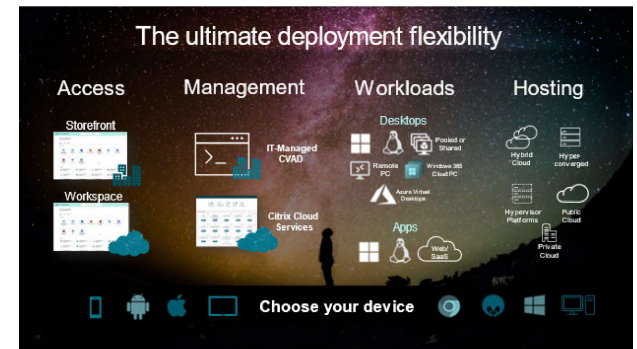 The ultimate deployment flexibility
Access
Management
Workloads
Hosting
Storefront
Workspace
IT-Managed
CVAD
Citrix Cloud
Services
Desktops
Pooled or
Shared
Remote
PC
Windows 365
Cloud PC
Azure Virtual
Desktops
Apps
Web/
SaaS
Hybrid
Cloud
Hyper-
converged
Hypervisor
Platforms
Public
Cloud
Private
Cloud
Choose your device